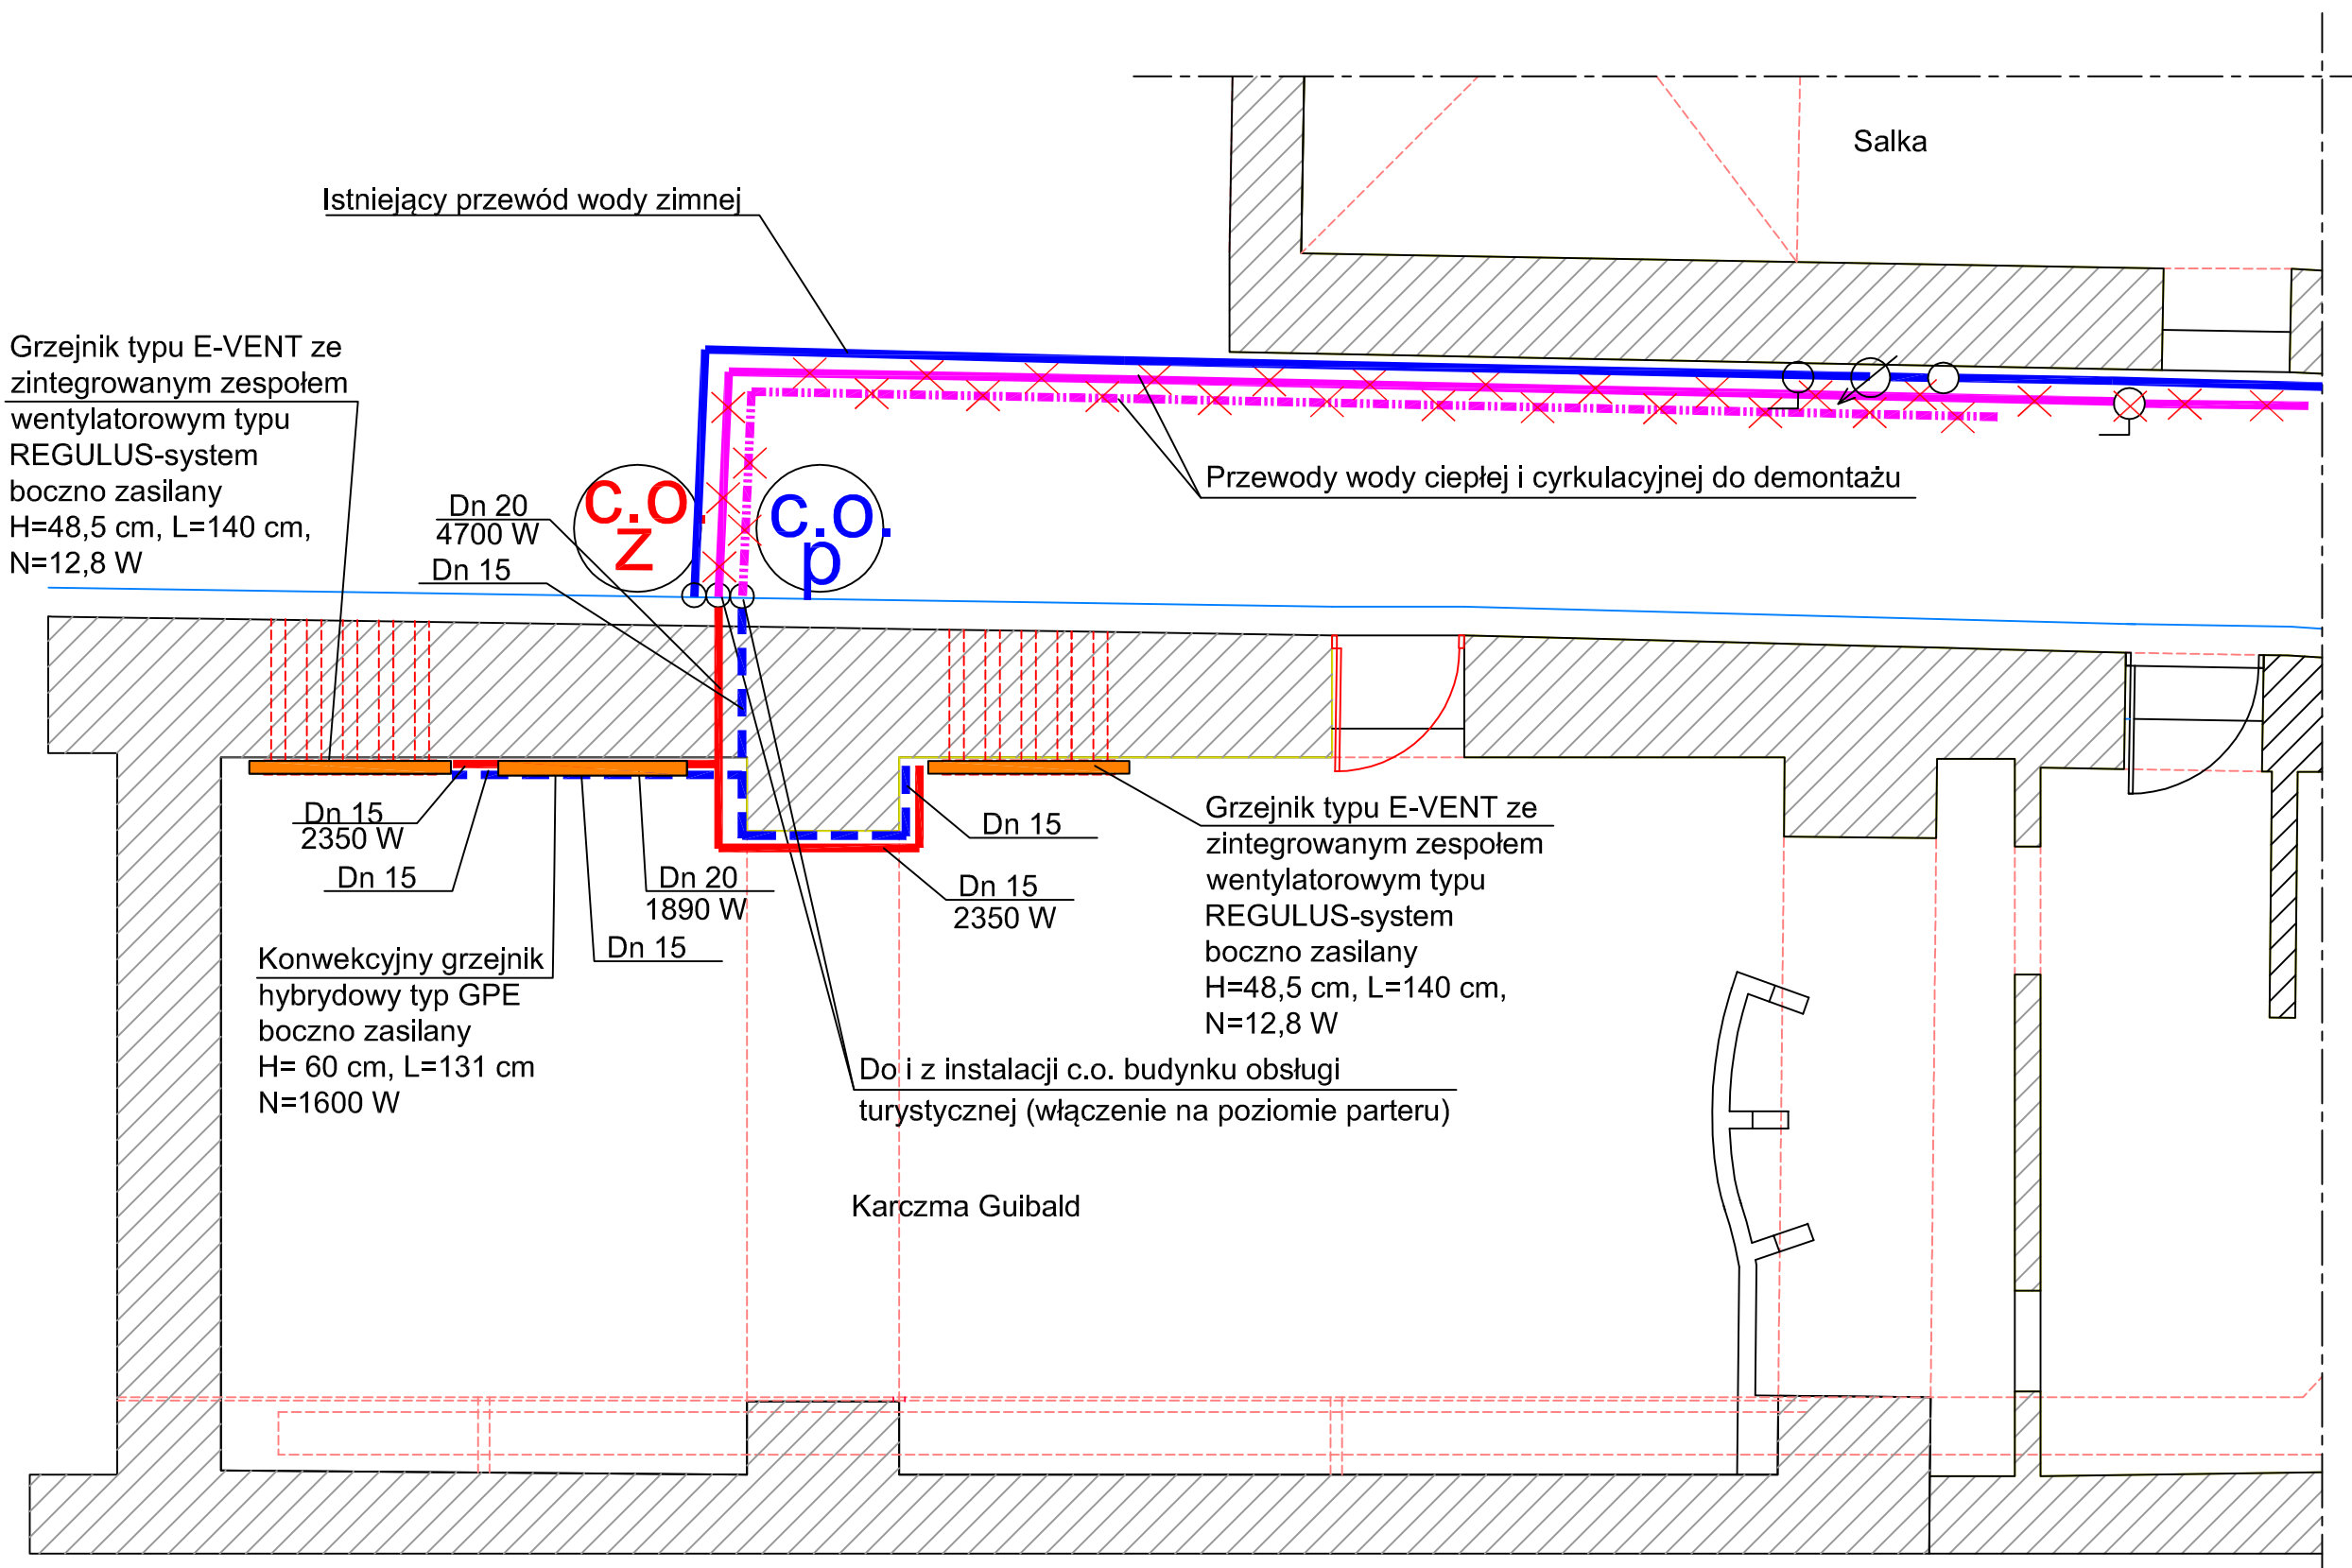 Salka
Istniejący przewód wody zimnej
Grzejnik typu E-VENT ze
zintegrowanym zespołem
wentylatorowym typu
REGULUS-system
boczno zasilany
H=48,5 cm, L=140 cm,
N=12,8 W
Dn 20
4700 W
Dn 15
c.o.
z
c.o.
p
Przewody wody ciepłej i cyrkulacyjnej do demontażu
Dn 15
2350 W
Dn 15
Dn 20
1890 W
Dn 15
Konwekcyjny grzejnik
hybrydowy typ GPE
boczno zasilany
H= 60 cm, L=131 cm
N=1600 W
Dn 15
Dn 15
2350 W
Grzejnik typu E-VENT ze
zintegrowanym zespołem
wentylatorowym typu
REGULUS-system
boczno zasilany
H=48,5 cm, L=140 cm,
N=12,8 W
Do i z instalacji c.o. budynku obsługi
turystycznej (włączenie na poziomie parteru)
Karczma Guibald